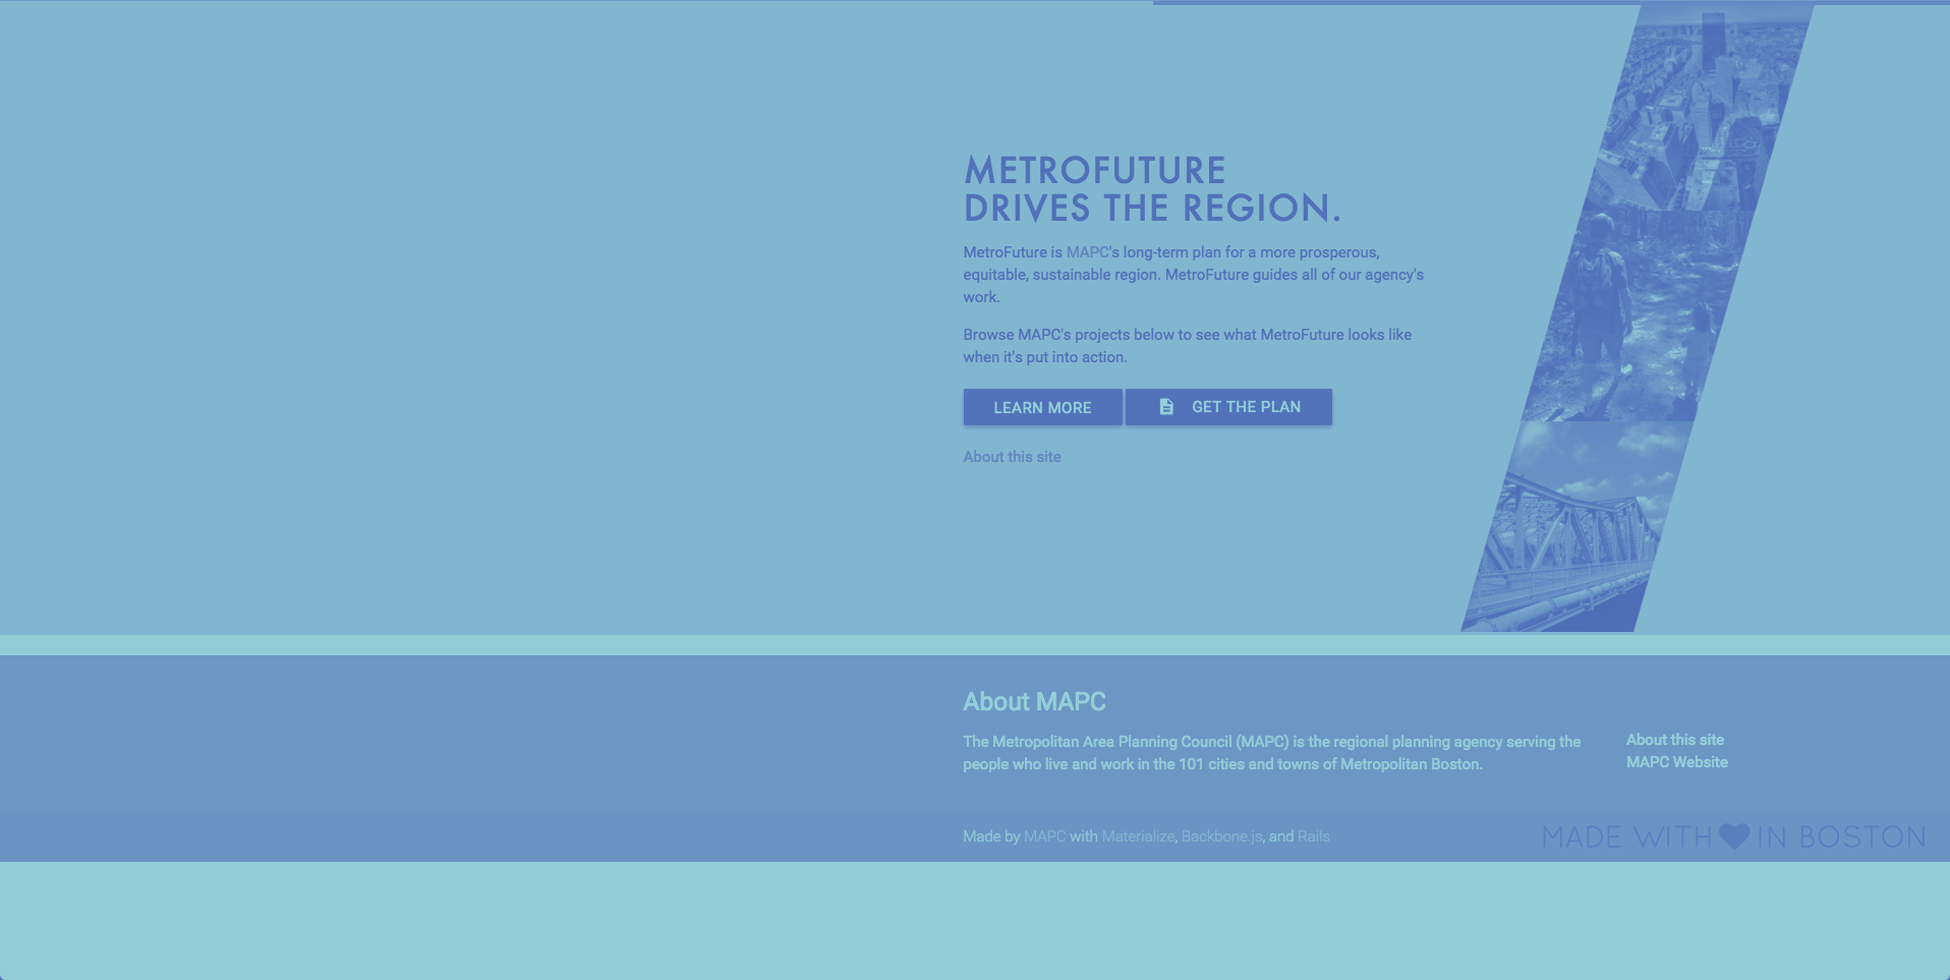 METROFUTURE
DRIVES THE REGION.
MetroFuture is MAPC's long-term plan for a more prosperous,
equitable, sustainable region. MetroFuture guides all of our agency's
work.
Browse MAPC's projects below to see what MetroFuture looks like
when it's put into action.
LEARN MORE
GET THE PLAN
About this site
About MAPC
The Metropolitan Area Planning Council (MAPC) is the regional planning agency serving the
people who live and work in the 101 cities and towns of Metropolitan Boston.
About this site
MAPC Website
Made by MAPC with Materialize, Backbone.js, and Rails
MADE WITH IN BOSTON